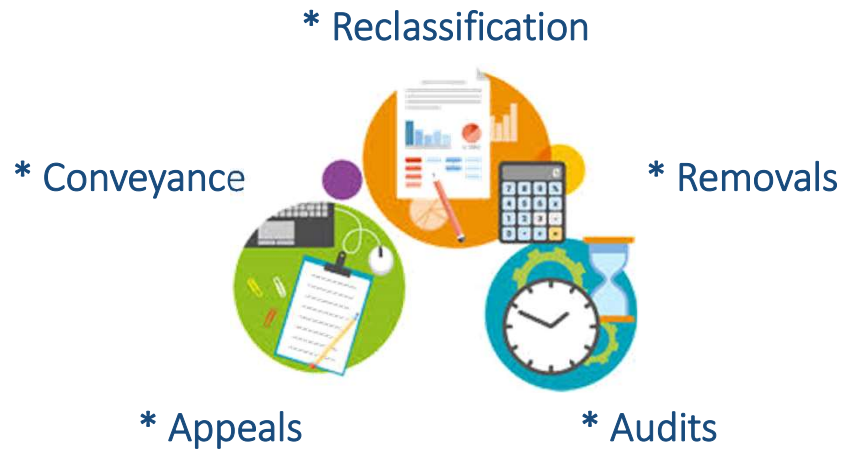 * Reclassification
* Conveyance
* Removals
* Appeals
* Audits